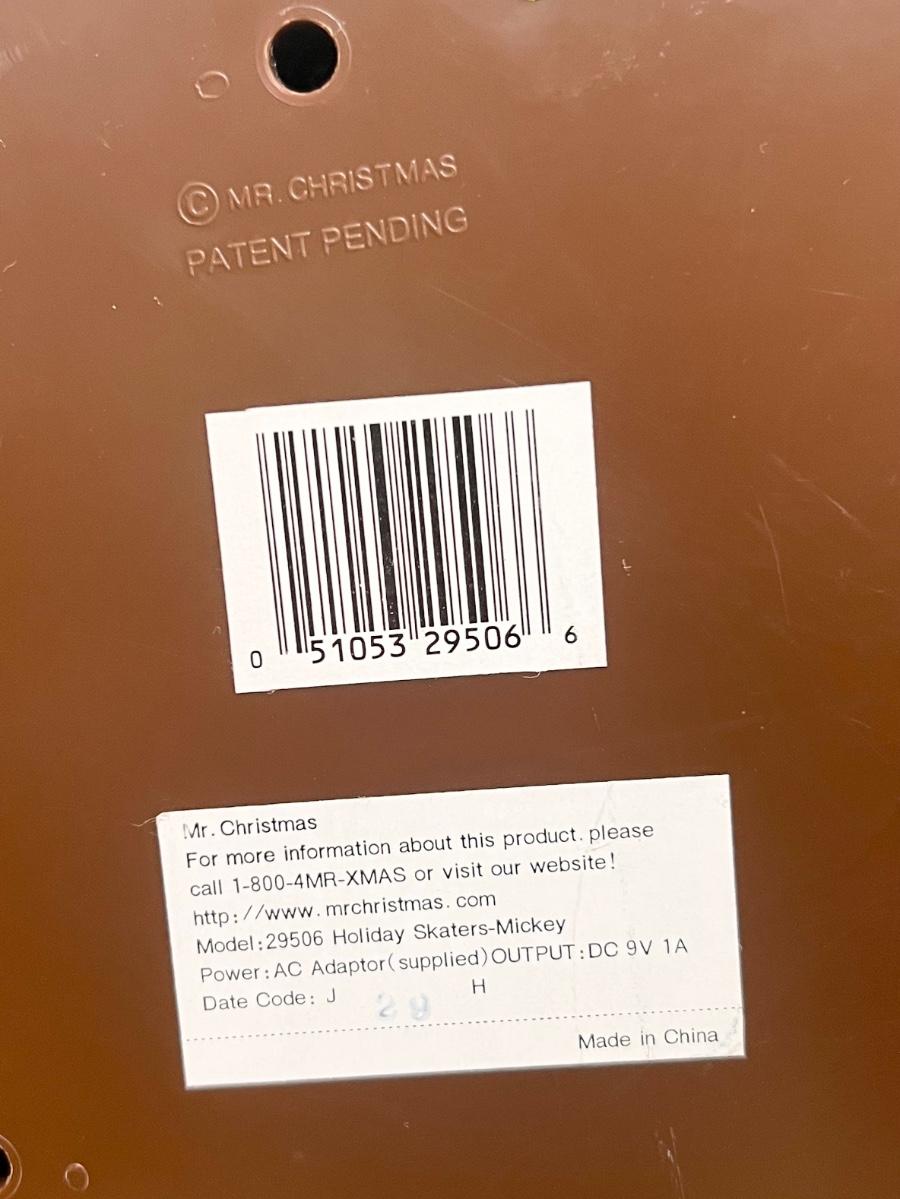 © MR. CHRISTMAS
PATENT PENDING
0 51053 29506 6
Mr. Christmas
For more information about this product. please
call 1-800-4MR-XMAS or visit our website!
http://www.mrchristmas.com
Model:29506 Holiday Skaters-Mickey
Power:AC Adaptor(supplied)OUTPUT:DC 9V 1A
Date Code: J 29 H
Made in China